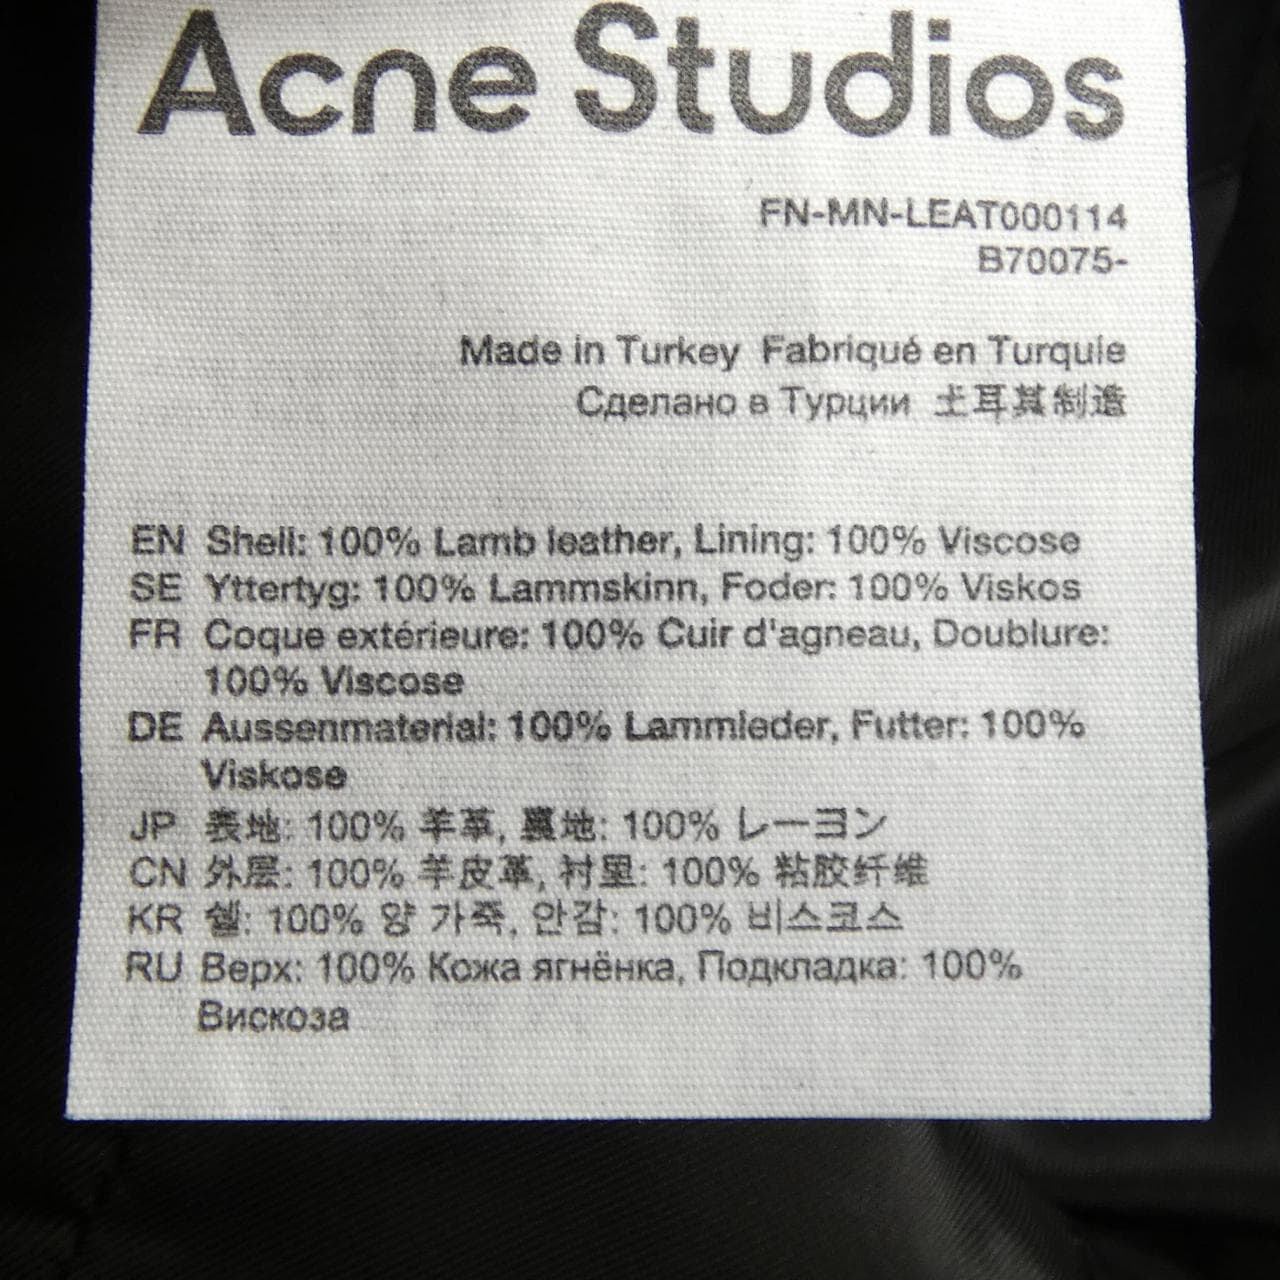 Acne Studios
FN-MN-LEAT000114
B70075-
Made in Turkey Fabriqué en Turquie
Сделано в Турции 土耳其制造
EN Shell: 100% Lamb leather, Lining: 100% Viscose
SE Yttertyg: 100% Lammskinn, Foder: 100% Viskos
FR Coque extérieure: 100% Cuir d'agneau, Doublure:
100% Viscose
DE Aussenmaterial: 100% Lammleder, Futter: 100%
Viskose
JP 表地: 100% 羊革, 裏地: 100% レーヨン
CN 外层: 100% 羊皮革, 衬里: 100% 粘胶纤维
KR 쉘: 100% 양 가죽, 안감: 100% 비스코스
RU Верх: 100% Кожа ягнёнка, Подкладка: 100%
Вискоза